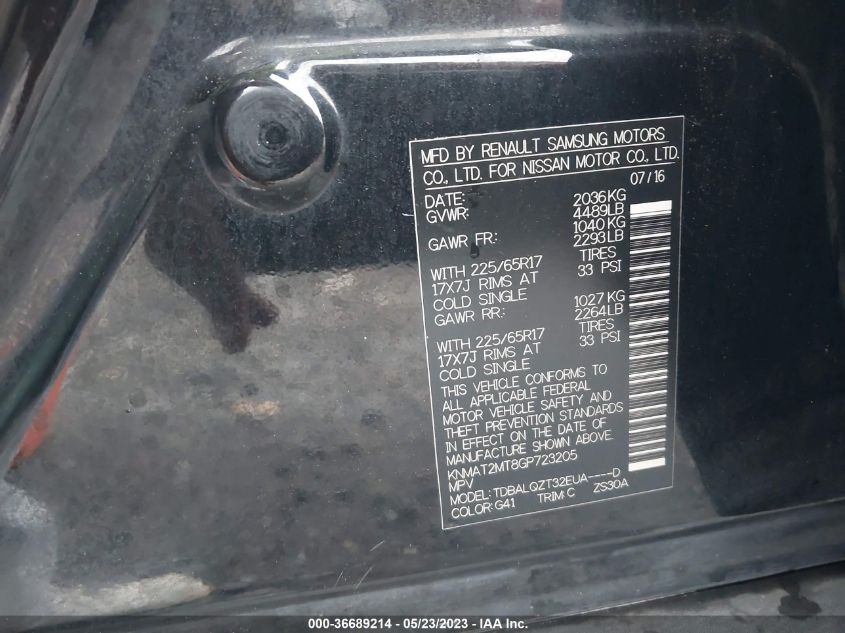 MFD BY RENAULT SAMSUNG MOTORS
CO., LTD. FOR NISSAN MOTOR CO., LTD.
07/16
DATE:
GVWR: 2036KG
4489LB
GAWR FR: 1040KG
2293LB
WITH 225/65R17 TIRES
17X7J RIMS AT 33 PSI
COLD SINGLE
GAWR RR: 1027KG
2264LB
WITH 225/65R17 TIRES
17X7J RIMS AT 33 PSI
COLD SINGLE
THIS VEHICLE CONFORMS TO
ALL APPLICABLE FEDERAL
MOTOR VEHICLE SAFETY AND
THEFT PREVENTION STANDARDS
IN EFFECT ON THE DATE OF
MANUFACTURE SHOWN ABOVE.
KNMAT2MT8GP723205
MPV
MODEL: TDBALQZT32EUA----D
COLOR: G41 TRIM: C ZS30A
000-36689214 - 05/23/2023 - IAA Inc.